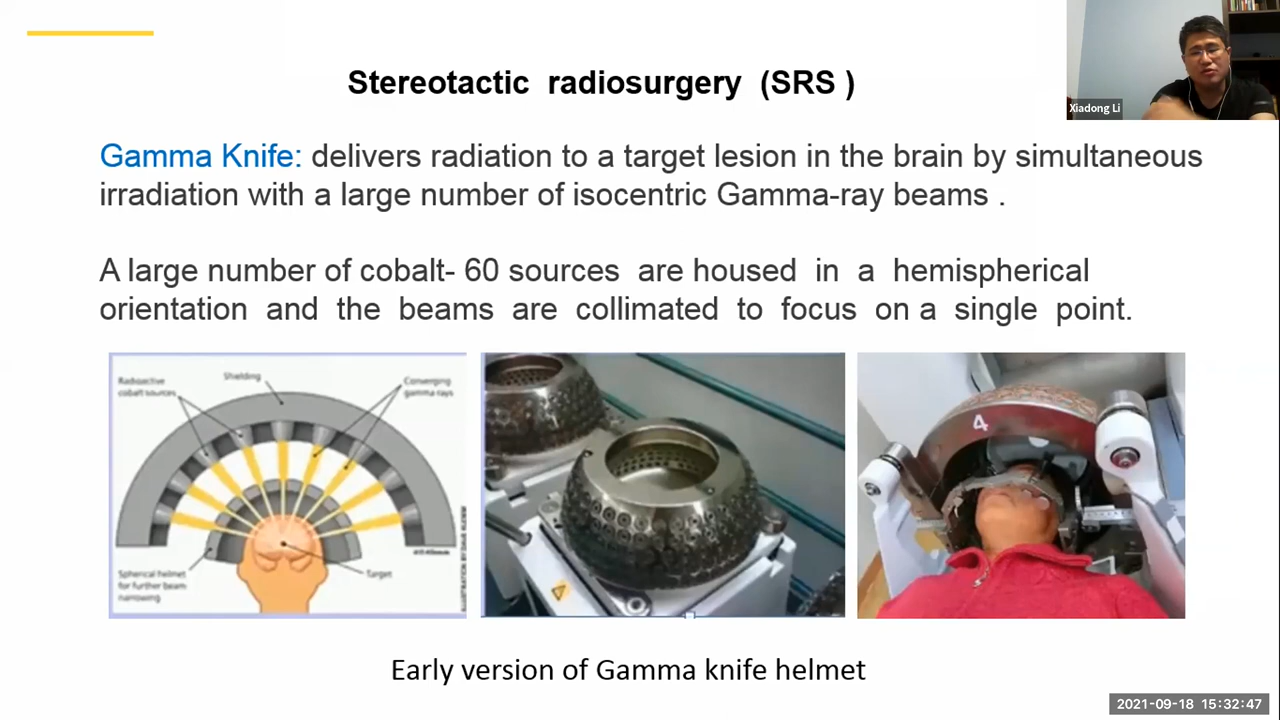 Stereotactic radiosurgery (SRS )
Xiadong Li
Gamma Knife: delivers radiation to a target lesion in the brain by simultaneous
irradiation with a large number of isocentric Gamma-ray beams .
A large number of cobalt- 60 sources are housed in a hemispherical
orientation and the beams are collimated to focus on a single point.
Radioactive
cobalt sources
Shielding
Converging
gamma rays
Spherical helmet
for further beam
narrowing
Target
4
Early version of Gamma knife helmet
2021-09-18 15:32:47